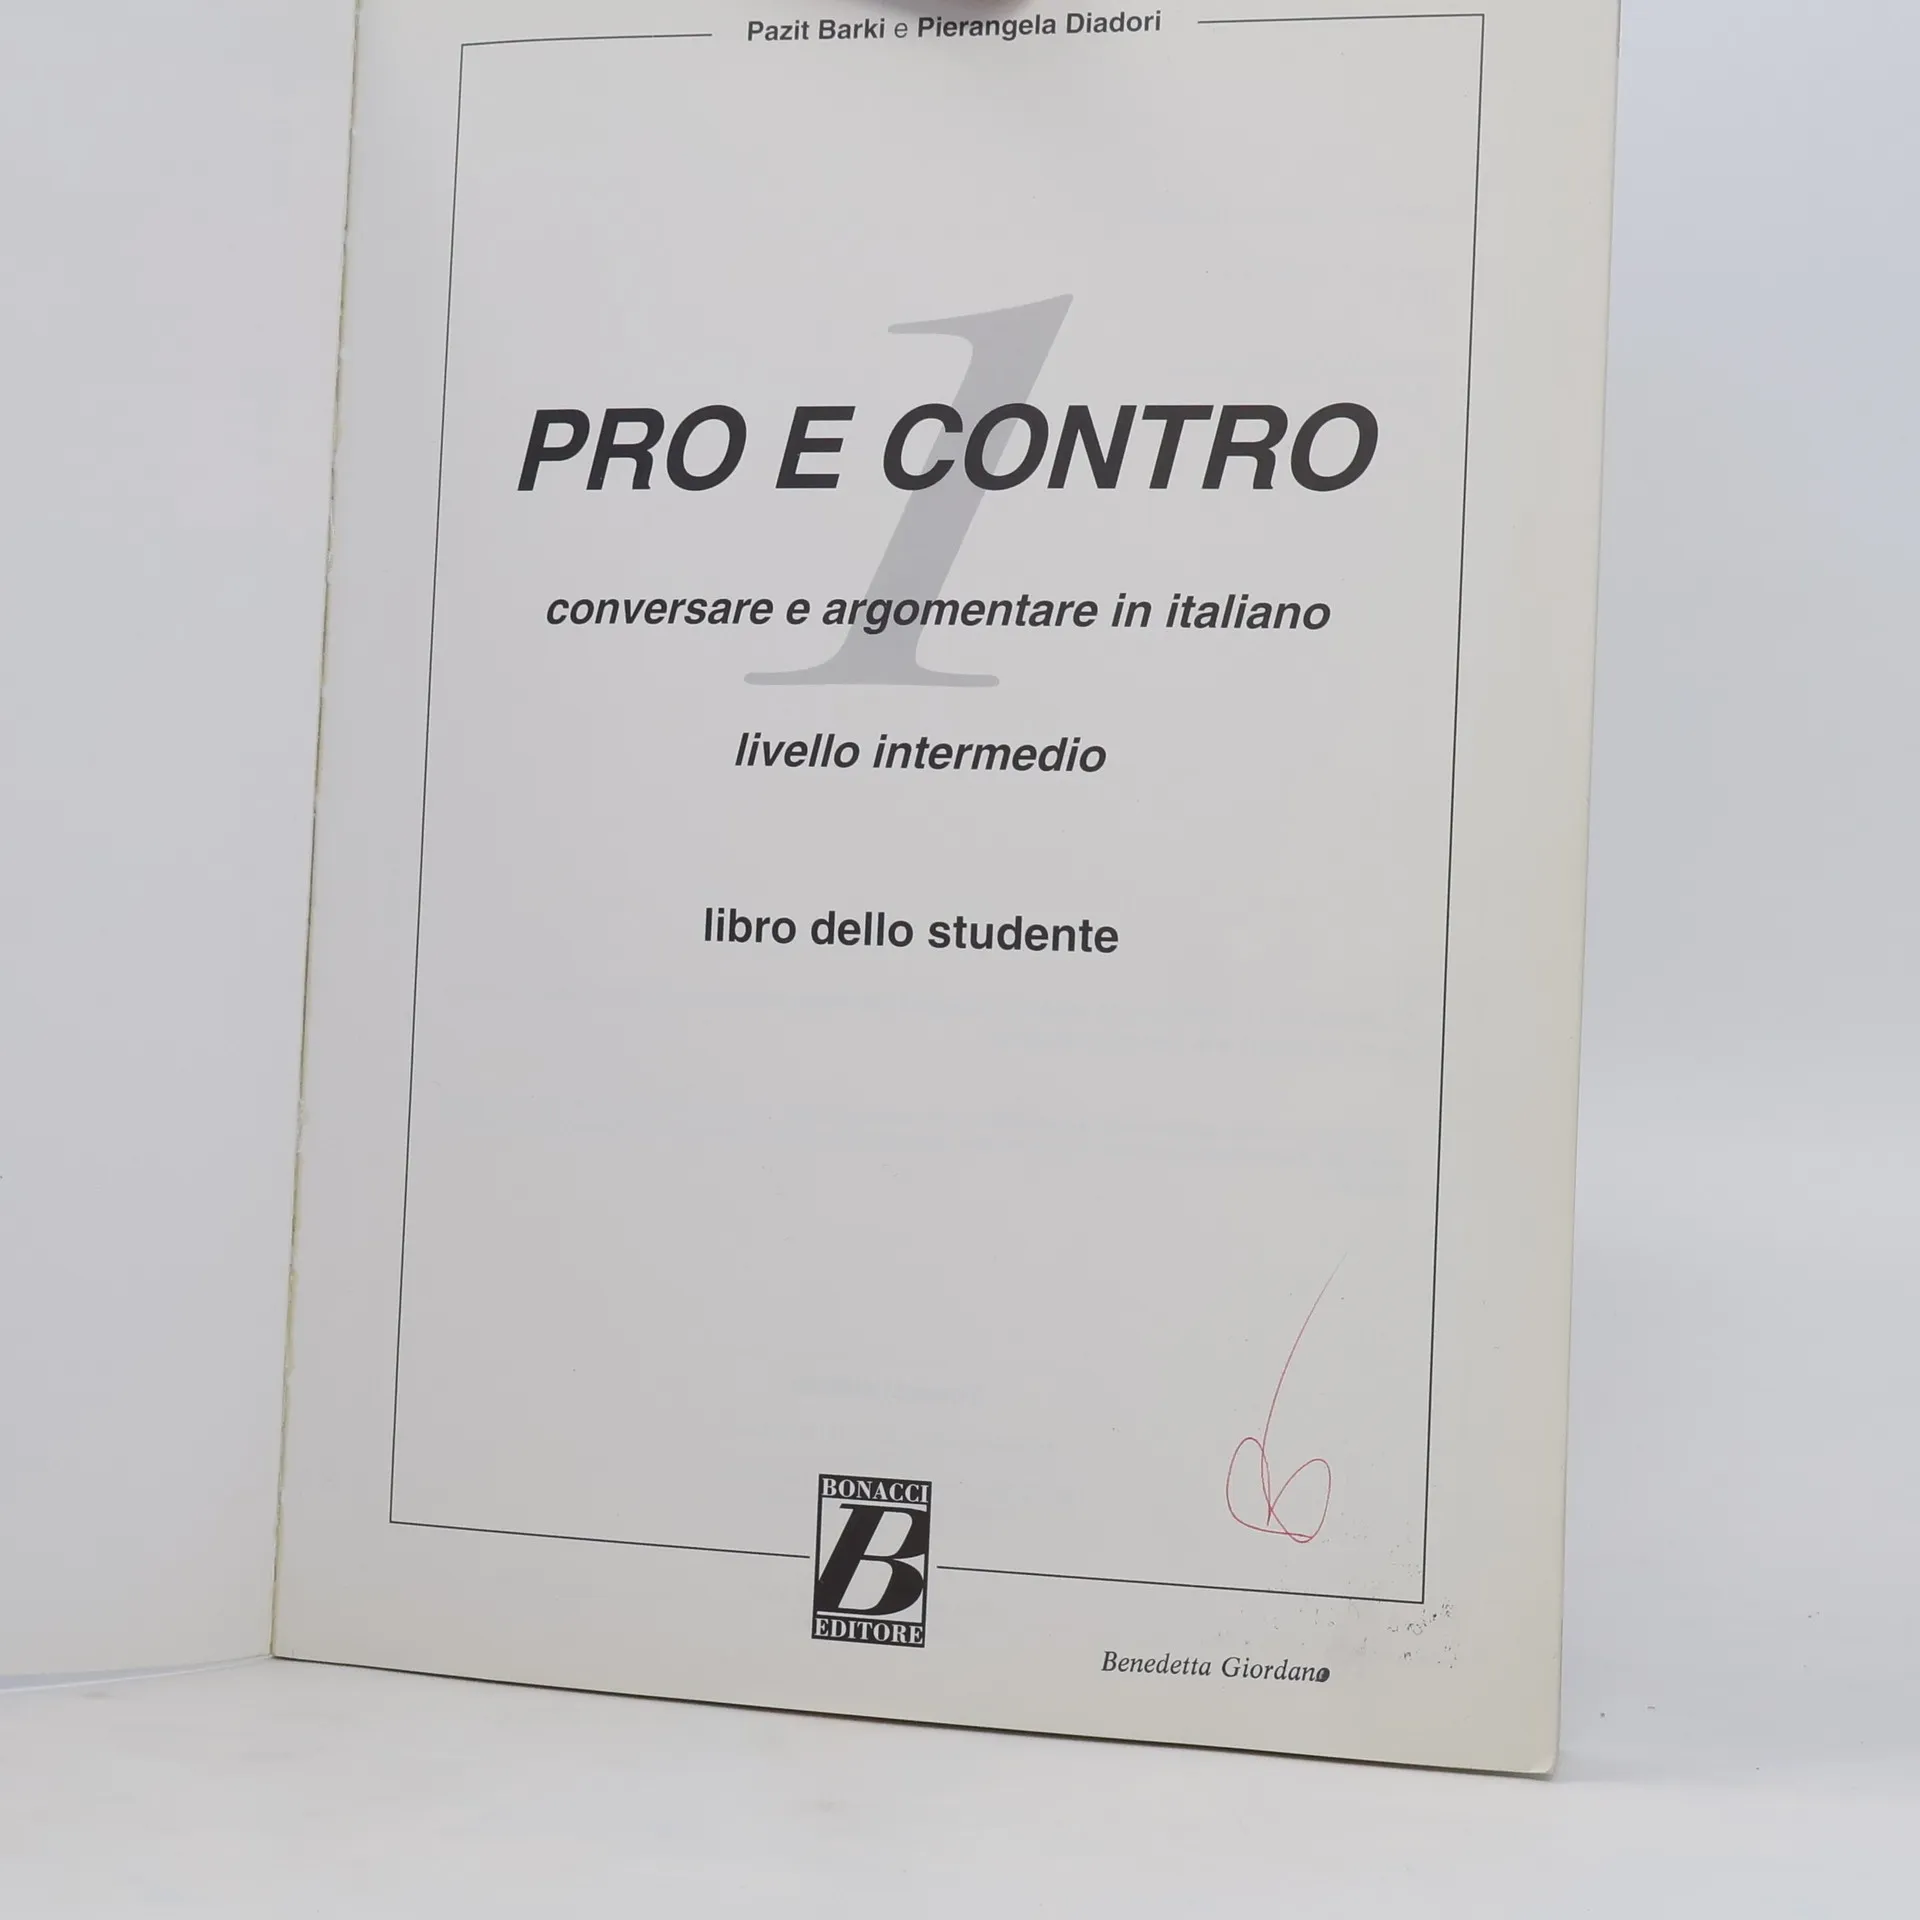 Pazit Barki e Pierangela Diadori
1
PRO E CONTRO
conversare e argomentare in italiano
livello intermedio
libro dello studente
BONACCI
B
EDITORE
Benedetta Giordano